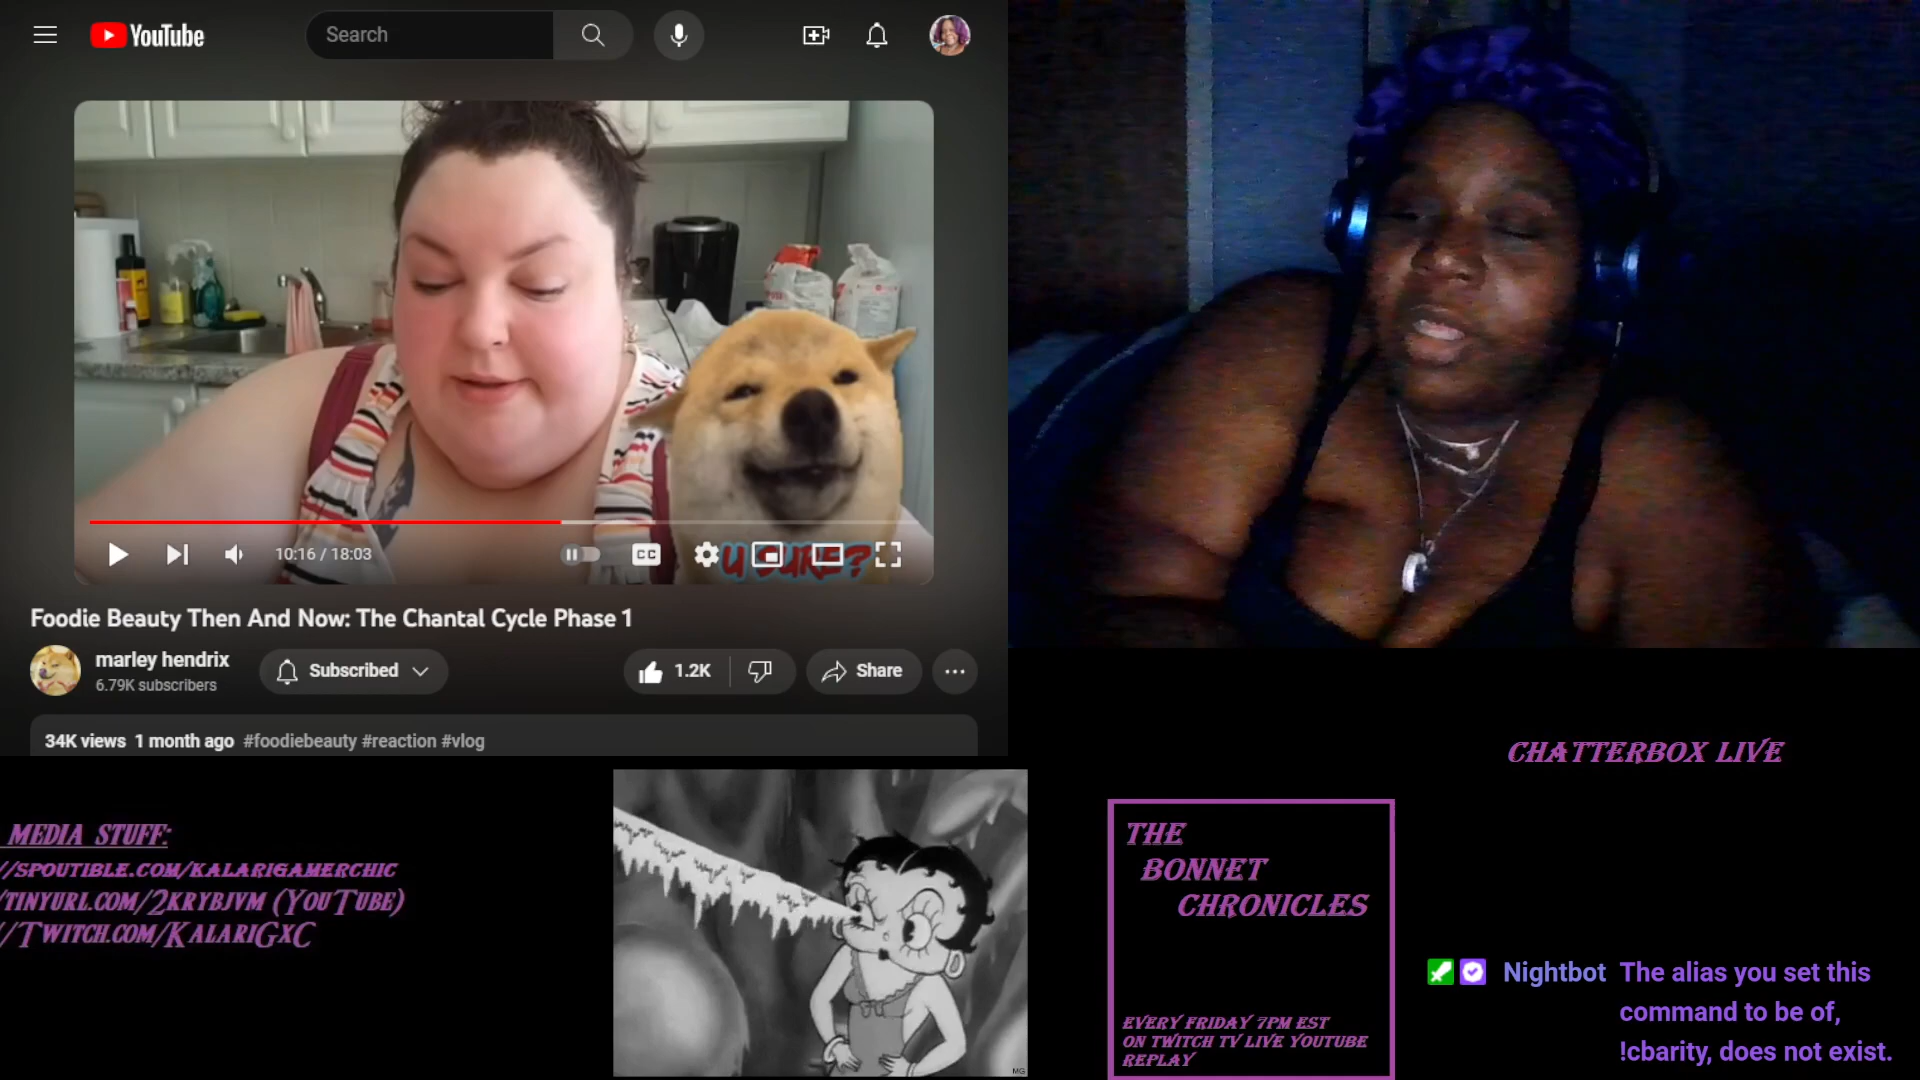 YouTube
Search
U SURE?
10:16 / 18:03
CC
Foodie Beauty Then And Now: The Chantal Cycle Phase 1
marley hendrix
6.79K subscribers
Subscribed
1.2K
Share
34K views 1 month ago #foodiebeauty #reaction #vlog
CHATTERBOX LIVE
MEDIA STUFF:
//SPOUTIBLE.COM/KALARIGAMERCHIC
/TINYURL.COM/2KRYBJVM (YOUTUBE)
//TWITCH.COM/KALARIGXC
THE
BONNET
CHRONICLES
EVERY FRIDAY 7PM EST
ON TWITCH TV LIVE YOUTUBE
REPLAY
MG
Nightbot The alias you set this
command to be of,
!cbarity, does not exist.